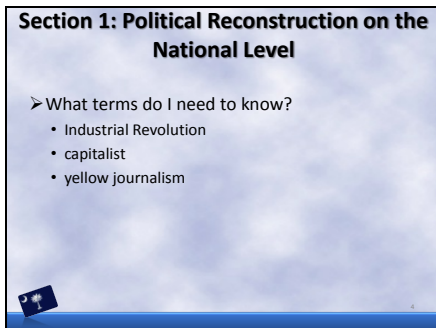 Section 1: Political Reconstruction on the
National Level
➢What terms do I need to know?
• Industrial Revolution
• capitalist
• yellow journalism
4